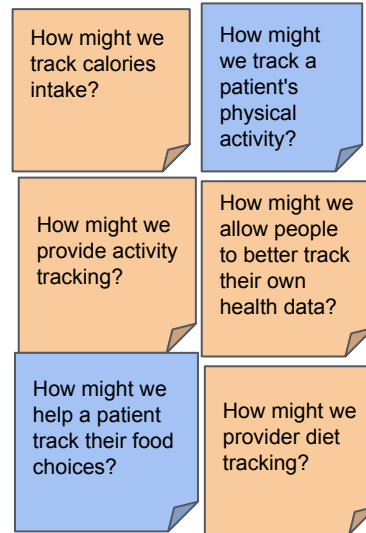 How might we
track calories
intake?
How might
we track a
patient's
physical
activity?
How might we
provide activity
tracking?
How might we
allow people
to better track
their own
health data?
How might we
help a patient
track their food
choices?
How might we
provider diet
tracking?